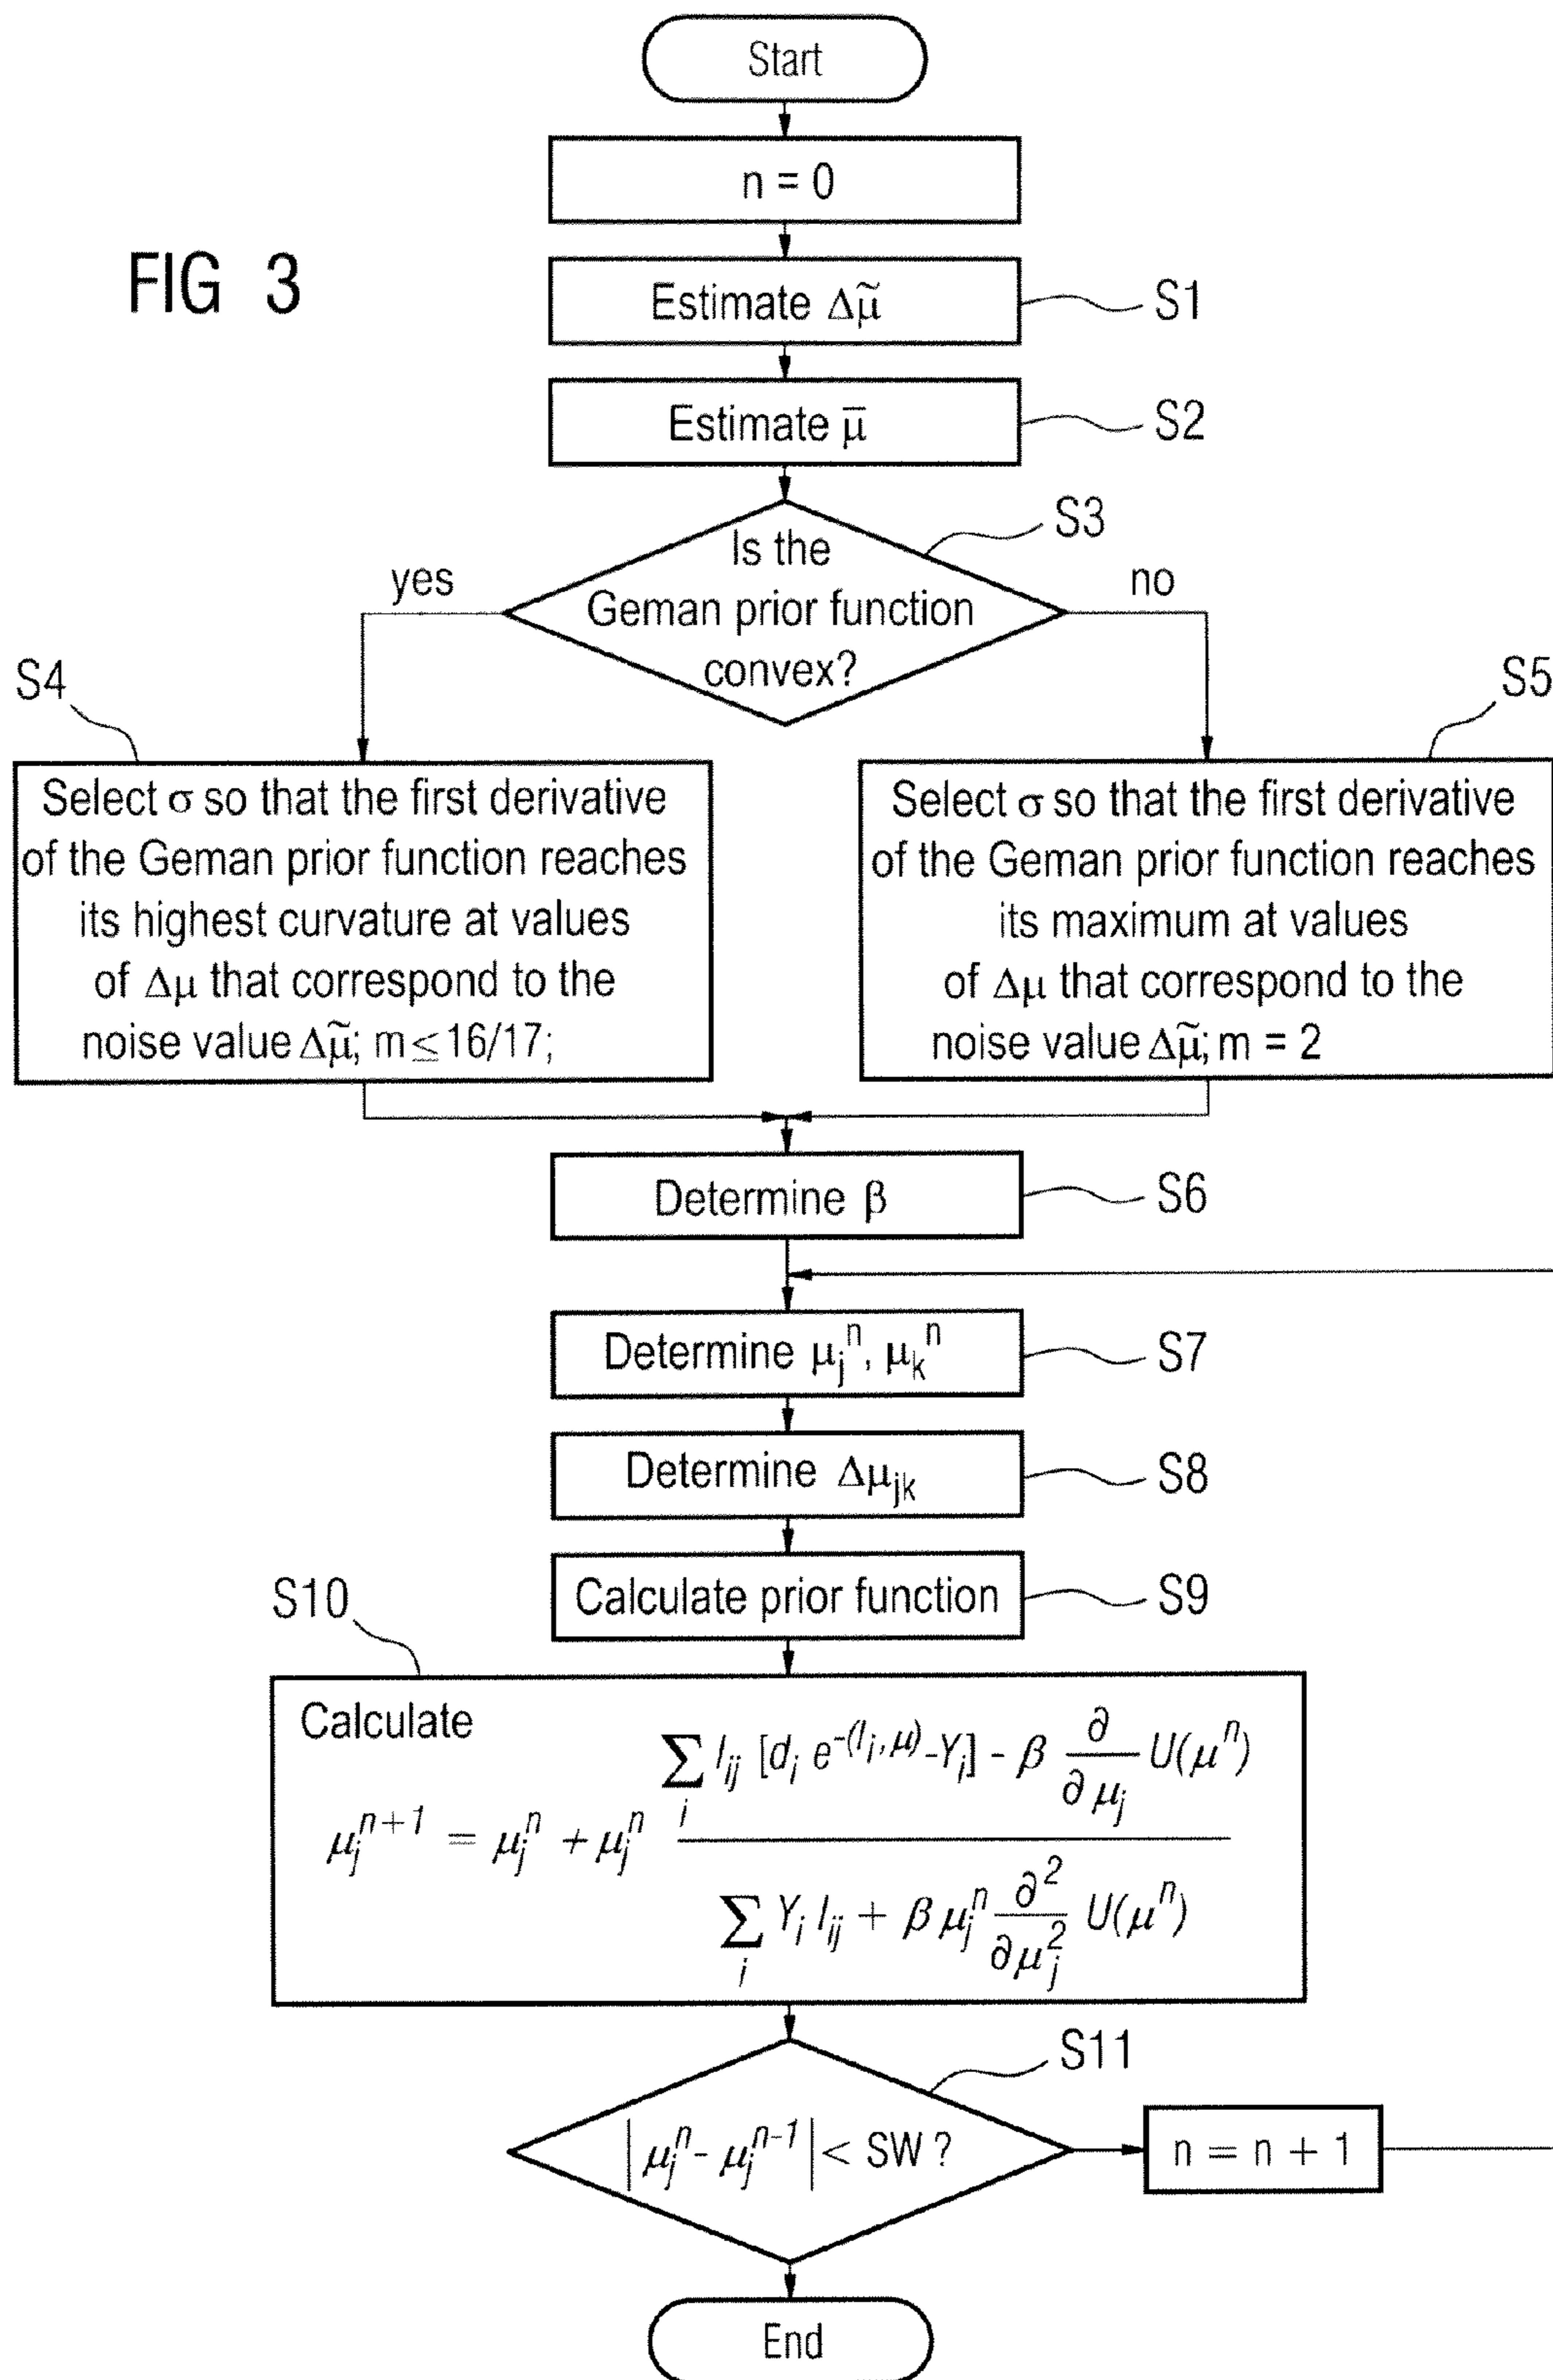 Start
n = 0
FIG 3
Estimate Δμ̃
S1
Estimate μ̄
S2
S3
Is the
Geman prior function
convex?
yes
no
S4
S5
Select σ so that the first derivative
of the Geman prior function reaches
its highest curvature at values
of Δμ that correspond to the
noise value Δμ̃; m ≤ 16/17;
Select σ so that the first derivative
of the Geman prior function reaches
its maximum at values
of Δμ that correspond to the
noise value Δμ̃; m = 2
Determine β
S6
Determine μ_j^n, μ_k^n
S7
Determine Δμ_jk
S8
Calculate prior function
S9
S10
Calculate
μ_j^{n+1} = μ_j^n + μ_j^n
∑_i l_ij [d_i e^{-(l_i, μ)} - Y_i] - β ∂/∂μ_j U(μ^n)
∑_i Y_i l_ij + β μ_j^n ∂²/∂μ_j² U(μ^n)
S11
|μ_j^n - μ_j^{n-1}| < SW ?
n = n + 1
End